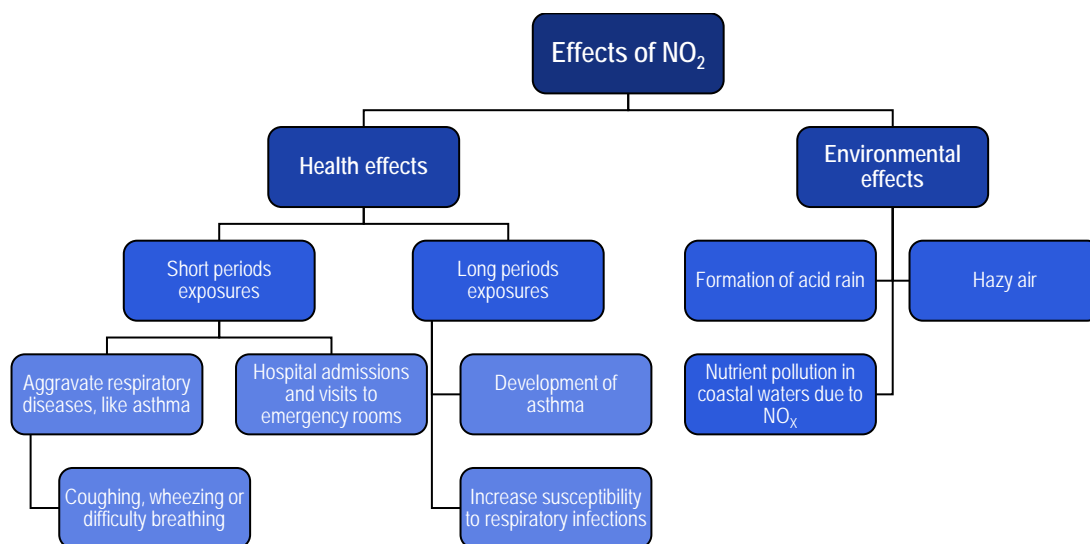 Effects of NO₂
Health effects
Environmental
effects
Short periods
exposures
Long periods
exposures
Formation of acid rain
Hazy air
Aggravate respiratory
diseases, like asthma
Hospital admissions
and visits to
emergency rooms
Development of
asthma
Nutrient pollution in
coastal waters due to
NOₓ
Coughing, wheezing or
difficulty breathing
Increase susceptibility
to respiratory infections